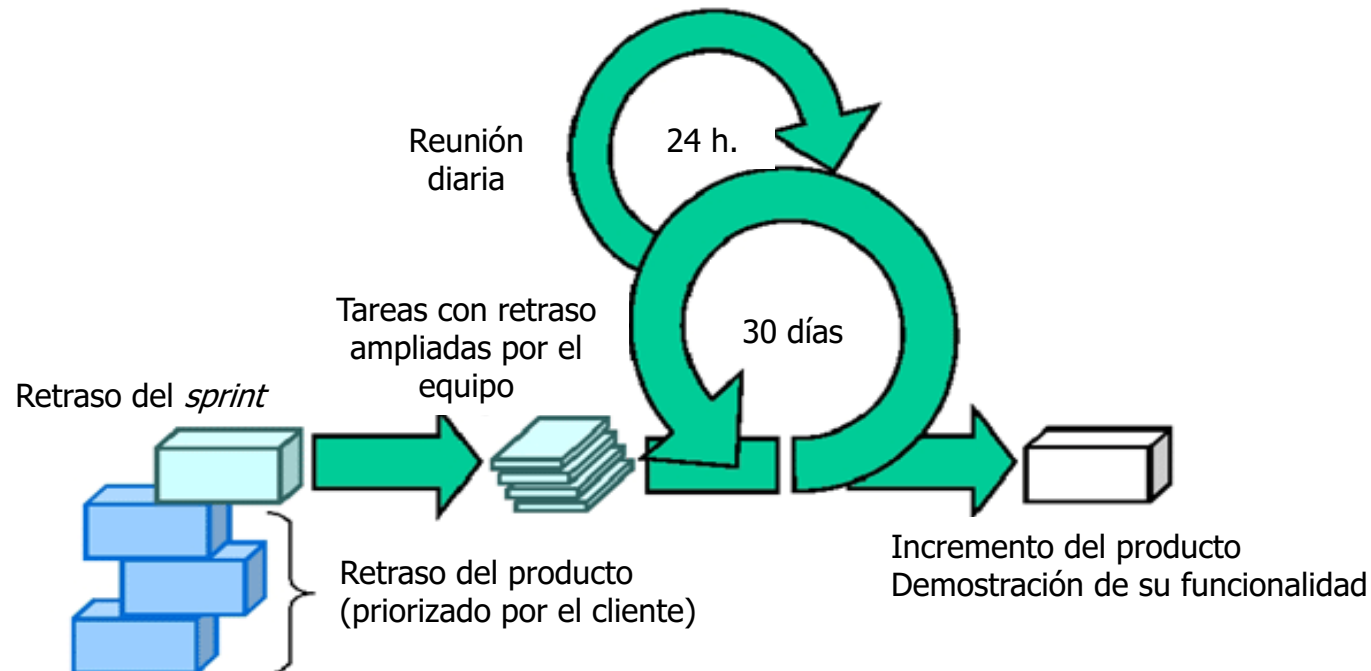 Reunión
diaria
24 h.
Tareas con retraso
ampliadas por el
equipo
30 días
Retraso del sprint
Retraso del producto
(priorizado por el cliente)
Incremento del producto
Demostración de su funcionalidad